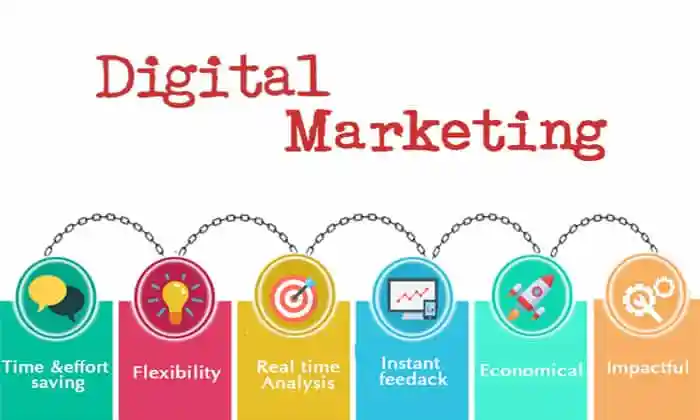 Digital
Marketing
Time &effort
saving
Flexibility
Real time
Analysis
Instant
feedack
Economical
Impactful